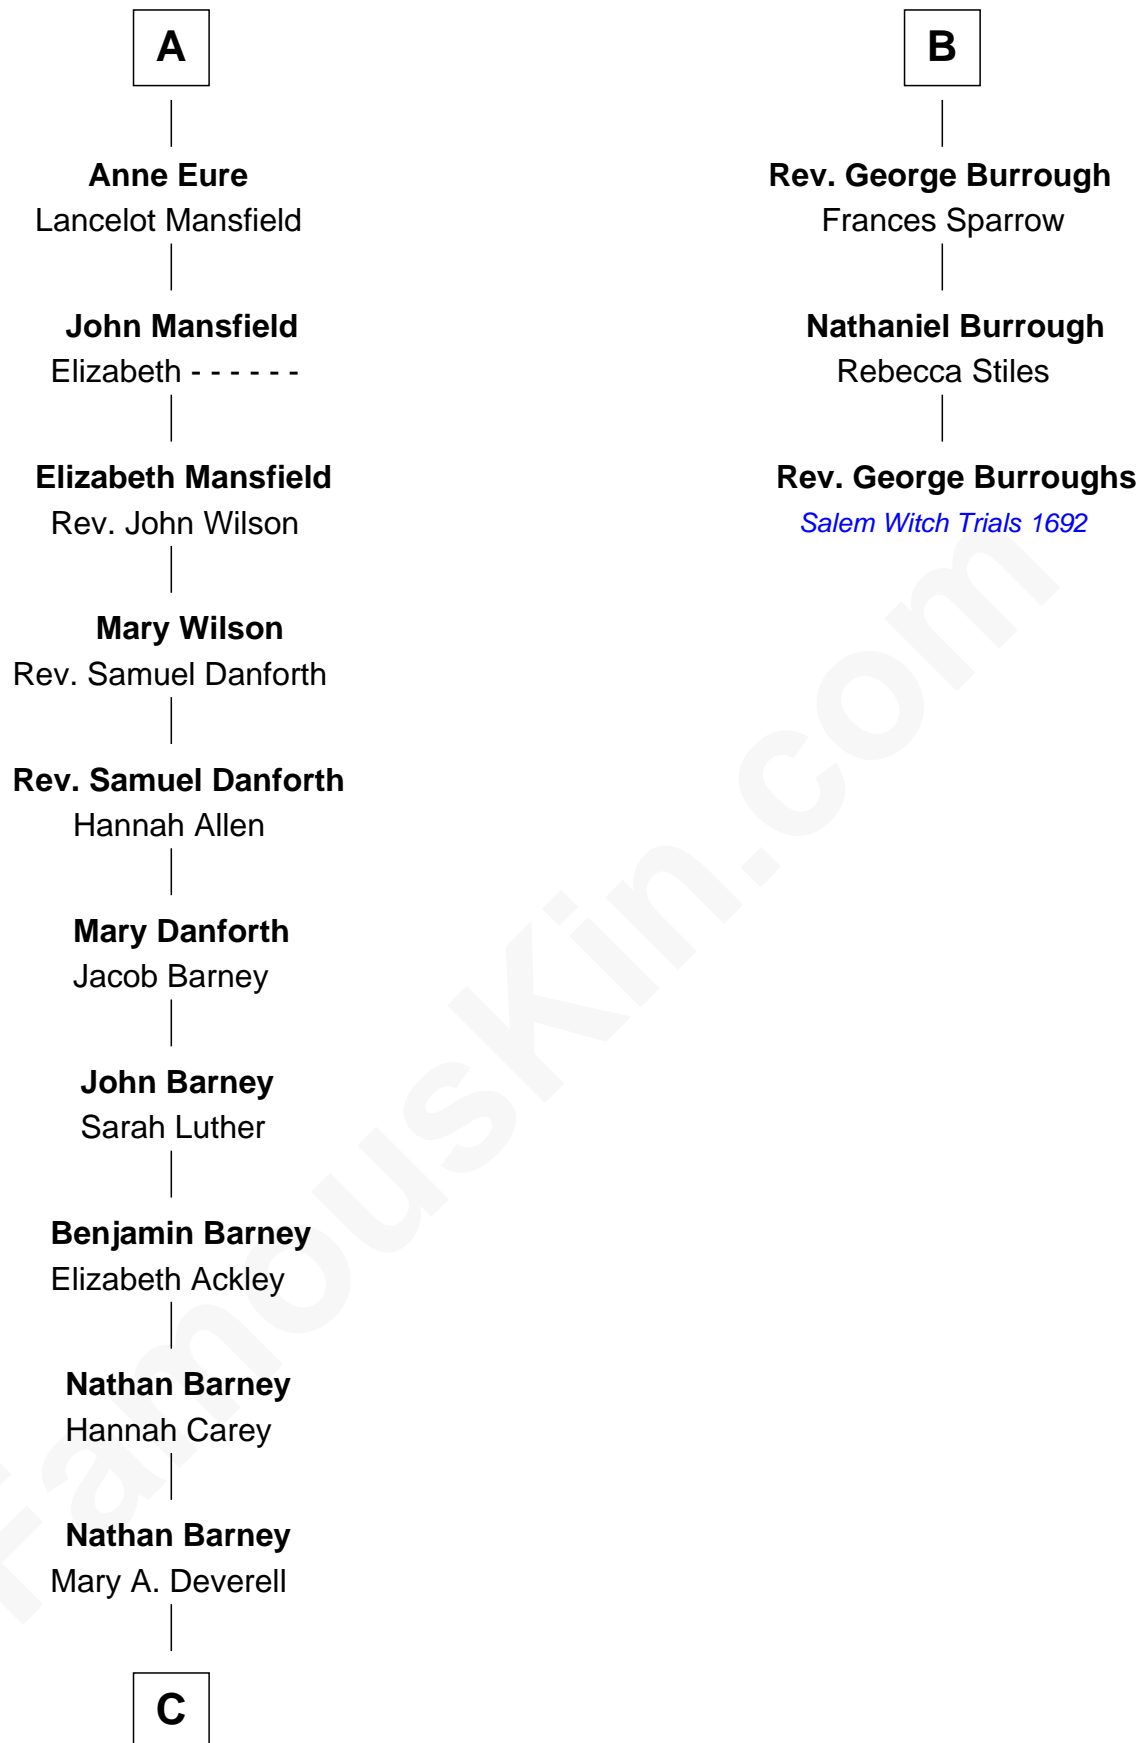 A
Anne Eure
Lancelot Mansfield
John Mansfield
Elizabeth - - - - - -
Elizabeth Mansfield
Rev. John Wilson
Mary Wilson
Rev. Samuel Danforth
Rev. Samuel Danforth
Hannah Allen
Mary Danforth
Jacob Barney
John Barney
Sarah Luther
Benjamin Barney
Elizabeth Ackley
Nathan Barney
Hannah Carey
Nathan Barney
Mary A. Deverell
C
B
Rev. George Burrough
Frances Sparrow
Nathaniel Burrough
Rebecca Stiles
Rev. George Burroughs
Salem Witch Trials 1692
FamousKin.com